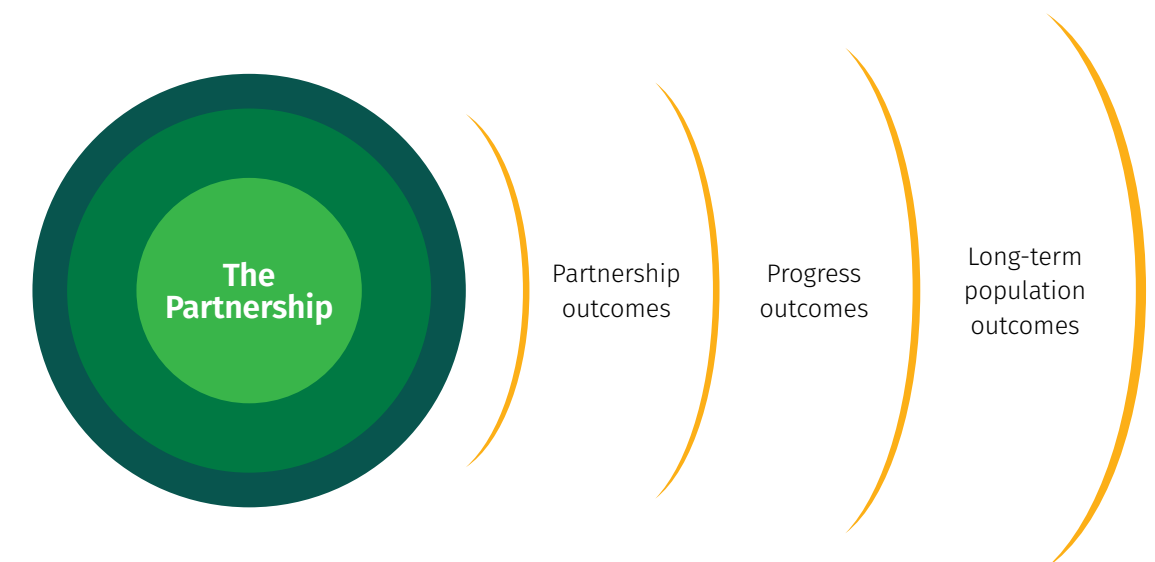 The
Partnership
Partnership
outcomes
Progress
outcomes
Long-term
population
outcomes